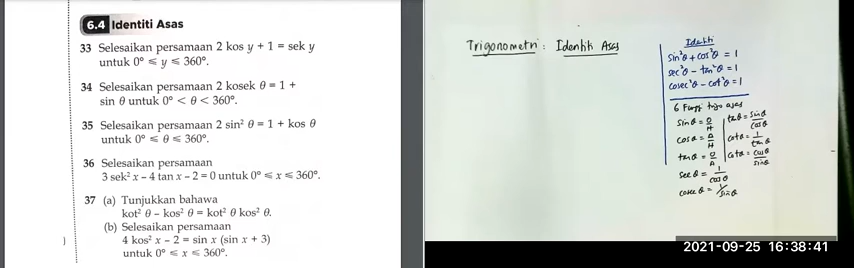 6.4 Identiti Asas
33 Selesaikan persamaan 2 kos y + 1 = sek y
untuk 0° ⩽ y ⩽ 360°.
34 Selesaikan persamaan 2 kosek θ = 1 +
sin θ untuk 0° < θ < 360°.
35 Selesaikan persamaan 2 sin² θ = 1 + kos θ
untuk 0° ⩽ θ ⩽ 360°.
36 Selesaikan persamaan
3 sek² x – 4 tan x – 2 = 0 untuk 0° ⩽ x ⩽ 360°.
37 (a) Tunjukkan bahawa
kot² θ – kos² θ = kot² θ kos² θ.
(b) Selesaikan persamaan
4 kos² x – 2 = sin x (sin x + 3)
untuk 0° ⩽ x ⩽ 360°.
Trigonometri : Identiti Asas
Identiti
sin²θ + cos²θ = 1
sec²θ - tan²θ = 1
cosec²θ - cot²θ = 1
6 Fungsi trigo asas
sin θ = O/H
cos θ = A/H
tan θ = O/A
sec θ = 1/cos θ
cosec θ = 1/sin θ
tan θ = sin θ/cos θ
cot θ = 1/tan θ
cot θ = cos θ/sin θ
2021-09-25 16:38:41